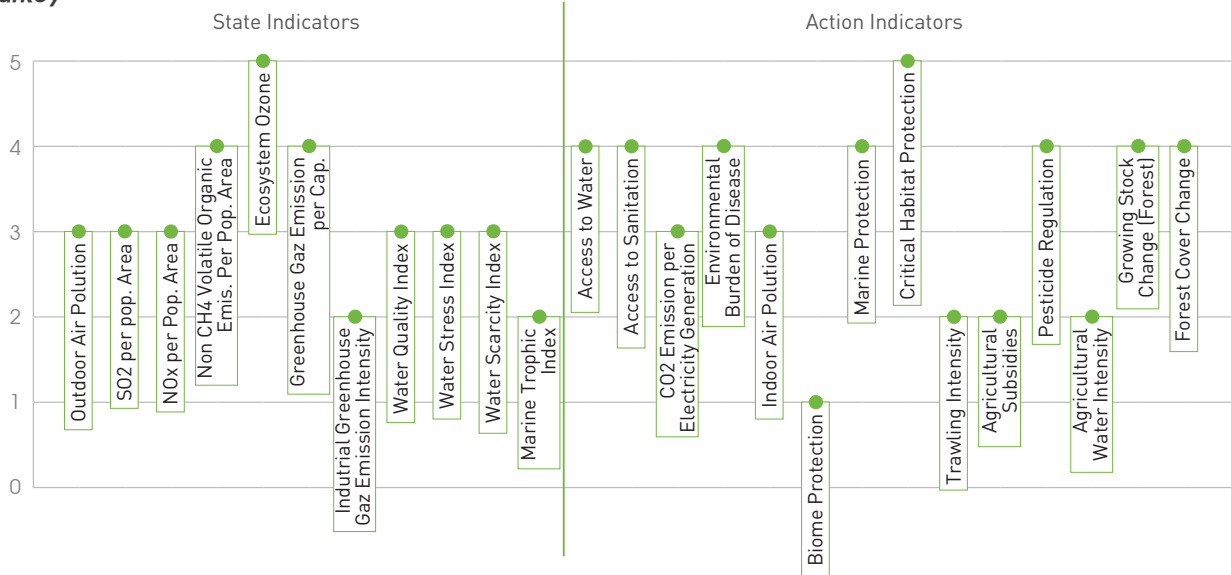 State Indicators
Action Indicators
5
4
3
2
1
0
Outdoor Air Polution
SO2 per pop. Area
NOx per Pop. Area
Non CH4 Volatile Organic
Emis. Per Pop. Area
Ecosystem Ozone
Greenhouse Gaz Emission
per Cap.
Indutrial Greenhouse
Gaz Emission Intensity
Water Quality Index
Water Stress Index
Water Scarcity Index
Marine Trophic
Index
Access to Water
Access to Sanitation
CO2 Emission per
Electricity Generation
Environmental
Burden of Disease
Indoor Air Polution
Biome Protection
Marine Protection
Critical Habitat Protection
Trawling Intensity
Agricultural
Subsidies
Pesticide Regulation
Agricultural
Water Intensity
Growing Stock
Change (Forest)
Forest Cover Change